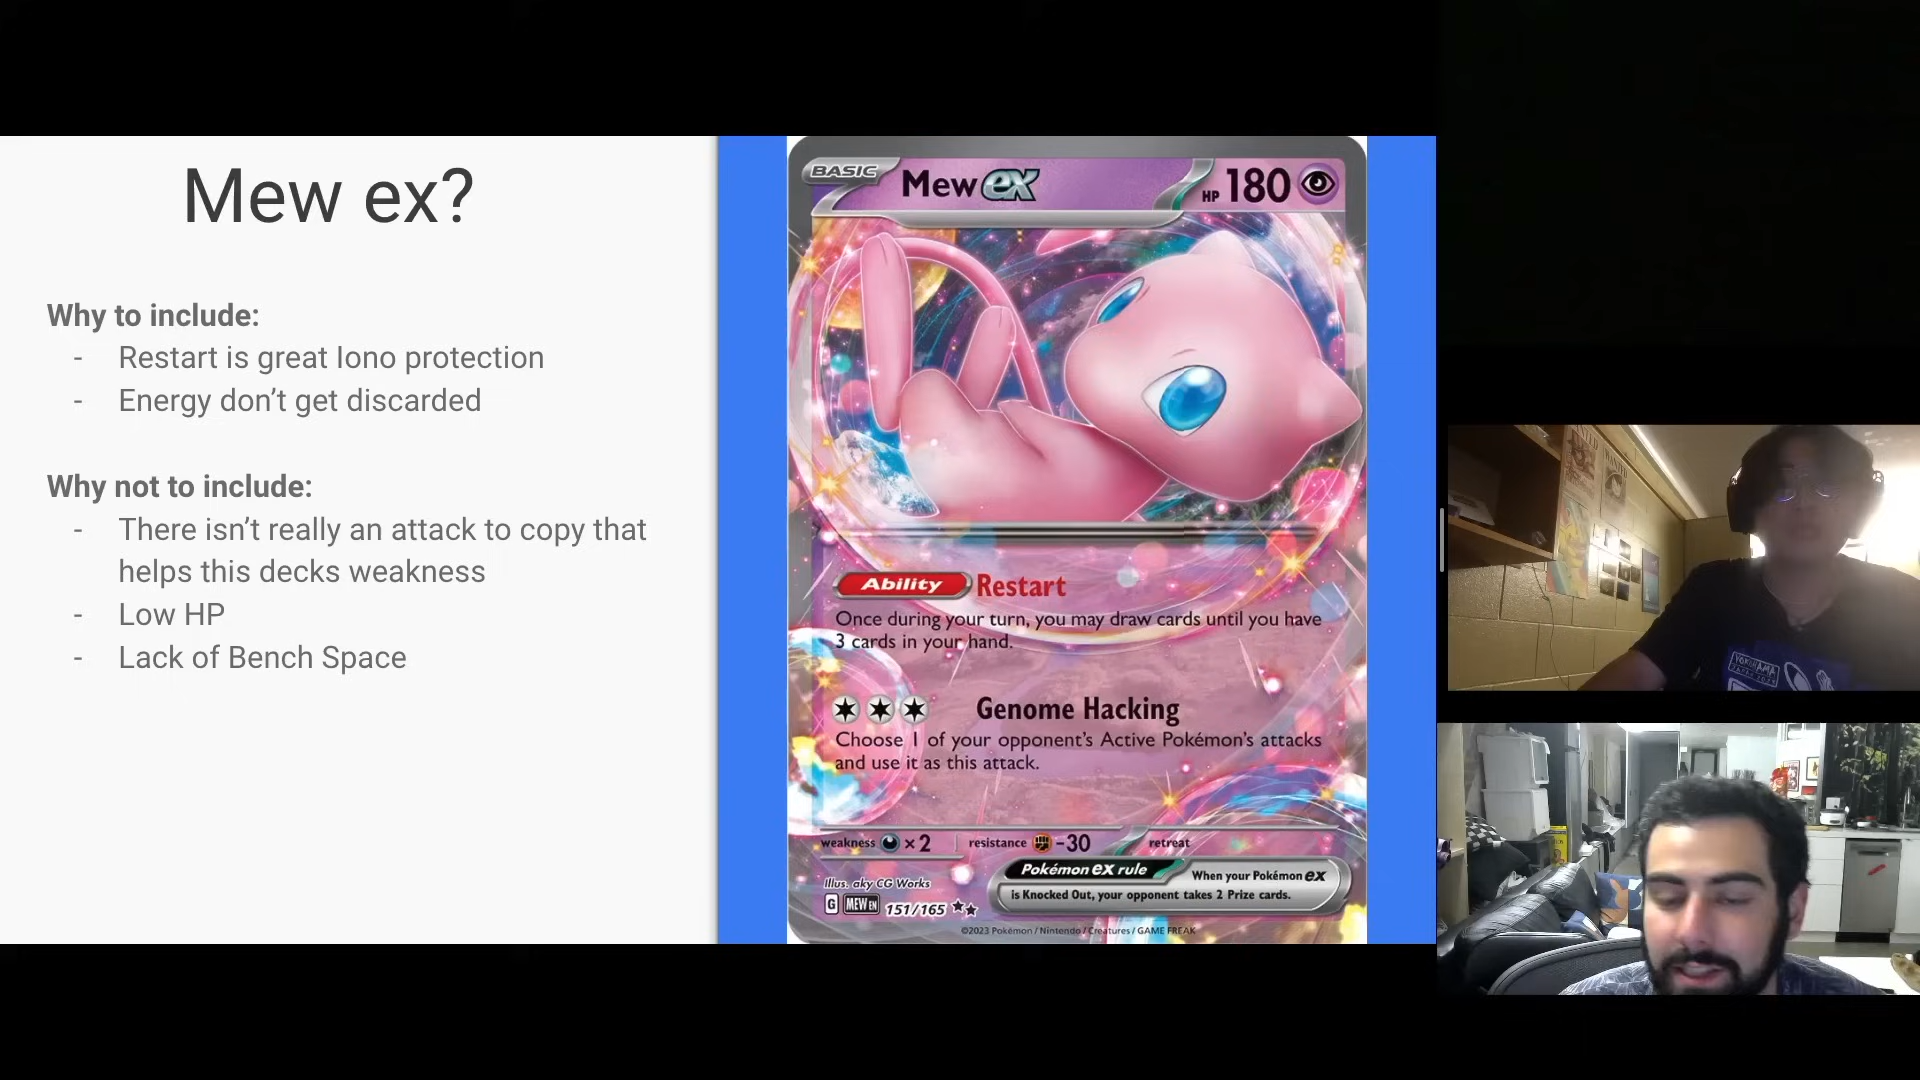 Mew ex?
Why to include:
- Restart is great Iono protection
- Energy don’t get discarded
Why not to include:
- There isn’t really an attack to copy that
helps this decks weakness
- Low HP
- Lack of Bench Space
BASIC
Mew ex
HP 180
Ability Restart
Once during your turn, you may draw cards until you have
3 cards in your hand.
Genome Hacking
Choose 1 of your opponent’s Active Pokémon’s attacks
and use it as this attack.
weakness ×2 resistance -30 retreat
Pokémon ex rule
When your Pokémon ex
is Knocked Out, your opponent takes 2 Prize cards.
Illus. aky CG Works
G MEW EN 151/165
©2023 Pokémon / Nintendo / Creatures / GAME FREAK
WANTED
YOKOHAMA